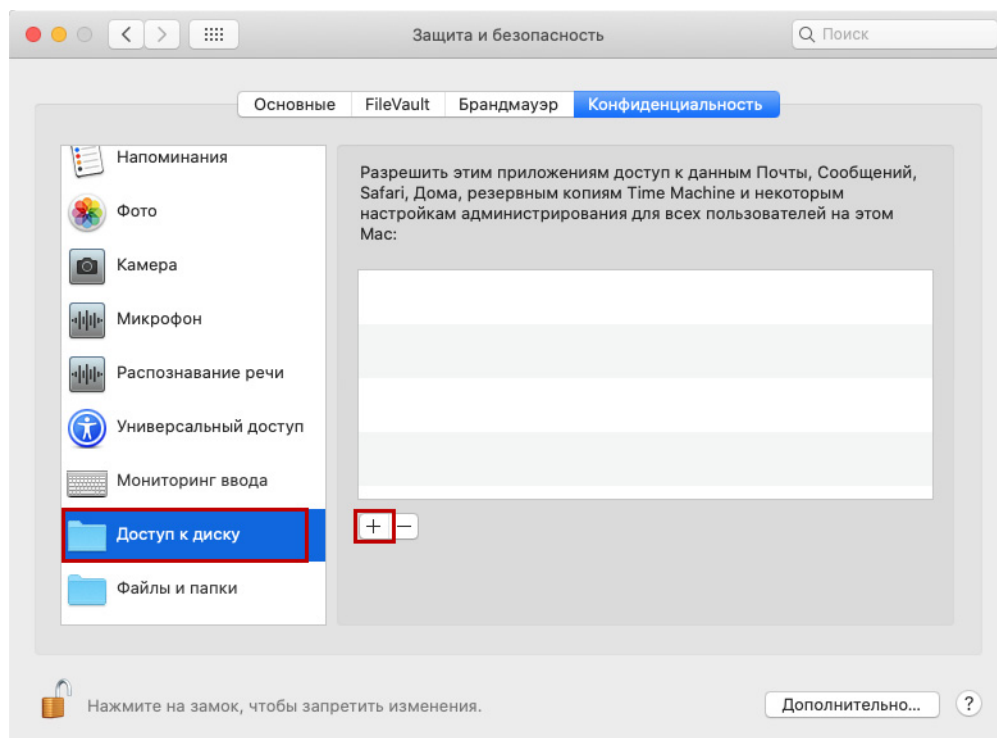 Защита и безопасность
Поиск
Основные FileVault Брандмауэр Конфиденциальность
Напоминания
Фото
Камера
Микрофон
Распознавание речи
Универсальный доступ
Мониторинг ввода
Доступ к диску
Файлы и папки
Разрешить этим приложениям доступ к данным Почты, Сообщений,
Safari, Дома, резервным копиям Time Machine и некоторым
настройкам администрирования для всех пользователей на этом
Mac:
+ −
Нажмите на замок, чтобы запретить изменения.
Дополнительно... ?